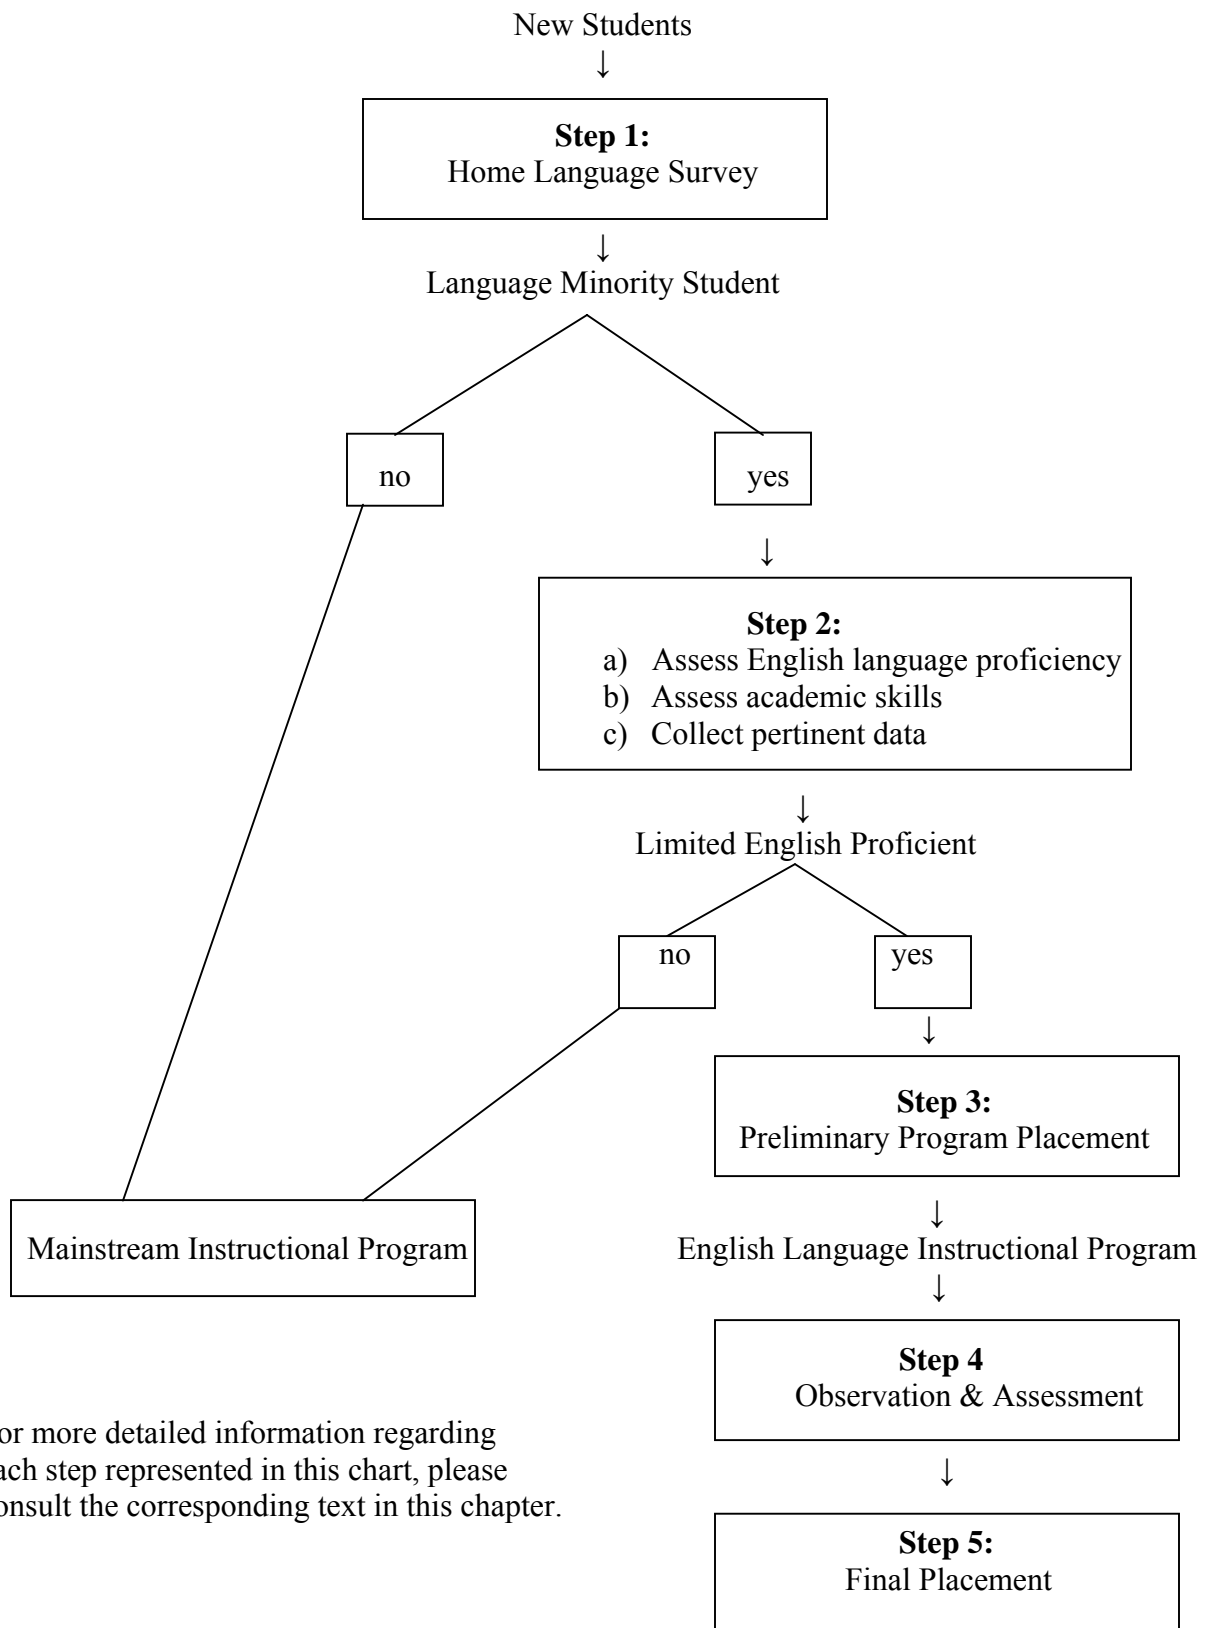 New Students
↓
Step 1:
Home Language Survey
↓
Language Minority Student
no
yes
↓
Step 2:
a) Assess English language proficiency
b) Assess academic skills
c) Collect pertinent data
↓
Limited English Proficient
no
yes
↓
Step 3:
Preliminary Program Placement
↓
Mainstream Instructional Program
English Language Instructional Program
↓
Step 4
Observation & Assessment
↓
or more detailed information regarding
ach step represented in this chart, please
onsult the corresponding text in this chapter.
Step 5:
Final Placement